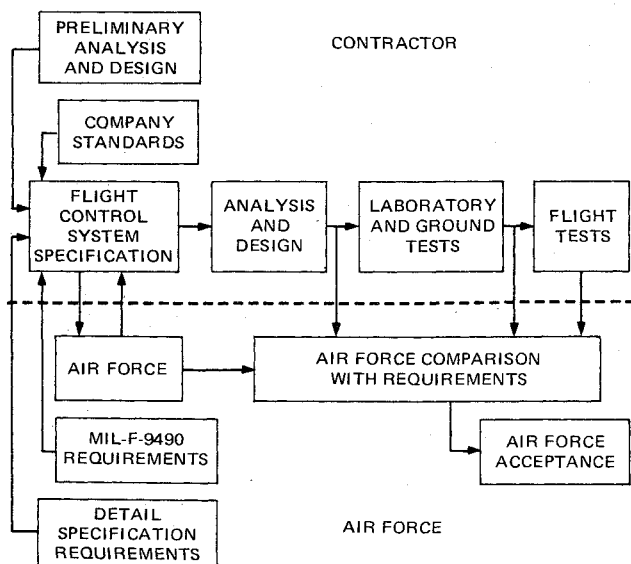 PRELIMINARY
ANALYSIS
AND DESIGN
CONTRACTOR
COMPANY
STANDARDS
FLIGHT
CONTROL
SYSTEM
SPECIFICATION
ANALYSIS
AND
DESIGN
LABORATORY
AND GROUND
TESTS
FLIGHT
TESTS
AIR FORCE
AIR FORCE COMPARISON
WITH REQUIREMENTS
MIL-F-9490
REQUIREMENTS
AIR FORCE
ACCEPTANCE
DETAIL
SPECIFICATION
REQUIREMENTS
AIR FORCE